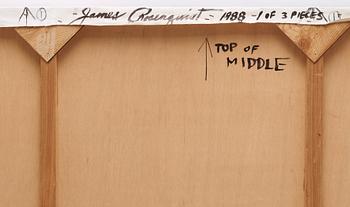 James Rosenquist - 1988 - 1 OF 3 PIECES
TOP OF
MIDDLE